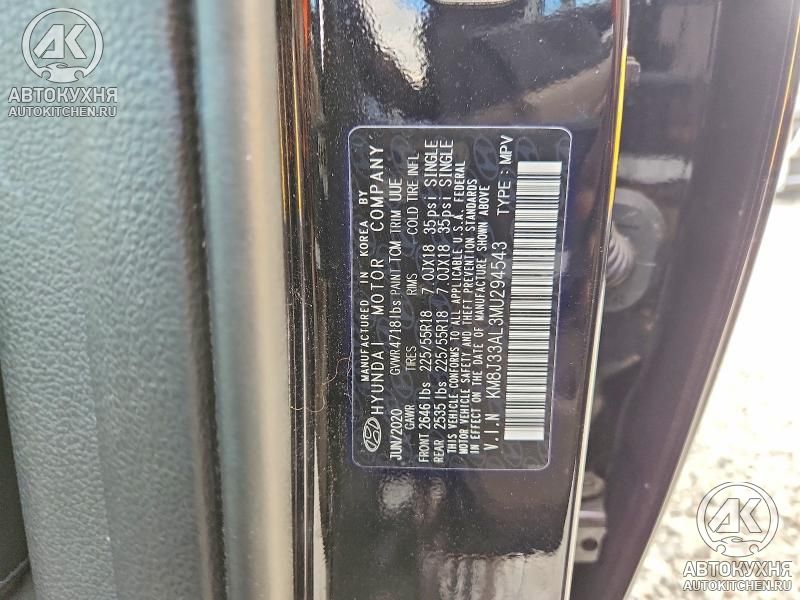 АВТОКУХНЯ
AUTOKITCHEN.RU
MANUFACTURED IN KOREA BY
HYUNDAI MOTOR COMPANY
JUN/2020 GVWR 4718 lbs PAINT TCM TRIM UUE
GAWR TIRES RIMS COLD TIRE INFL
FRONT 2646 lbs 225/55R18 7.0JX18 35psi SINGLE
REAR 2535 lbs 225/55R18 7.0JX18 35psi SINGLE
THIS VEHICLE CONFORMS TO ALL APPLICABLE U.S.A. FEDERAL
MOTOR VEHICLE SAFETY AND THEFT PREVENTION STANDARDS
IN EFFECT ON THE DATE OF MANUFACTURE SHOWN ABOVE
V.I.N KM8J33AL3MU294543 TYPE : MPV
АВТОКУХНЯ
AUTOKITCHEN.RU